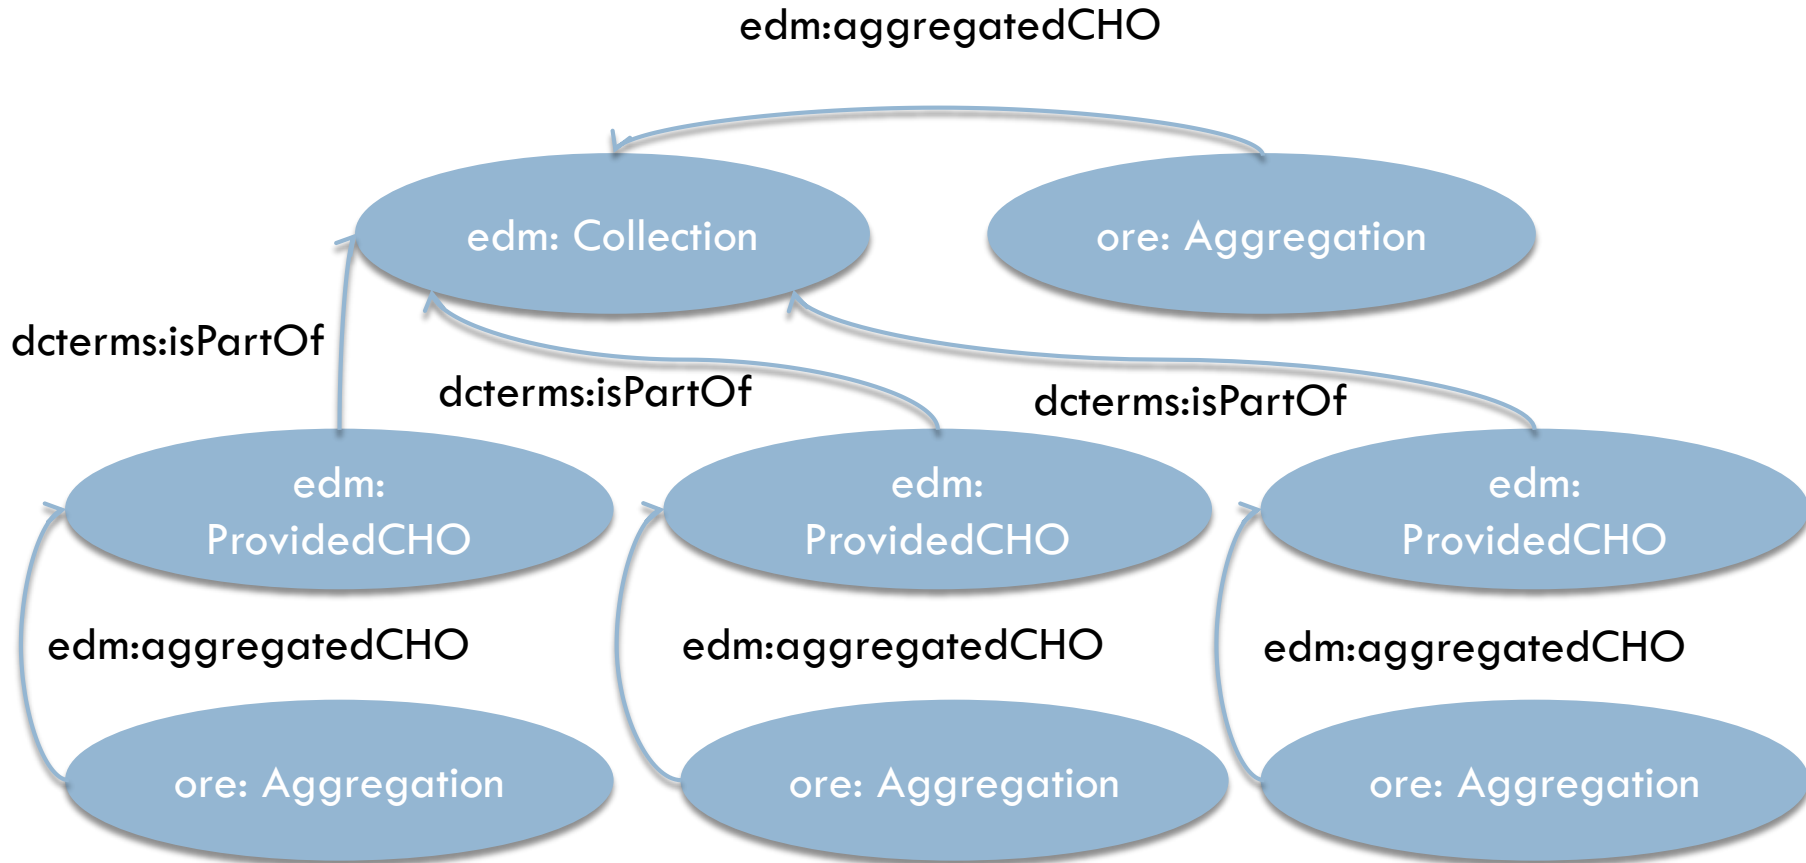 edm:aggregatedCHO
edm: Collection
ore: Aggregation
dcterms:isPartOf
dcterms:isPartOf
dcterms:isPartOf
edm:
ProvidedCHO
edm:
ProvidedCHO
edm:
ProvidedCHO
edm:aggregatedCHO
edm:aggregatedCHO
edm:aggregatedCHO
ore: Aggregation
ore: Aggregation
ore: Aggregation